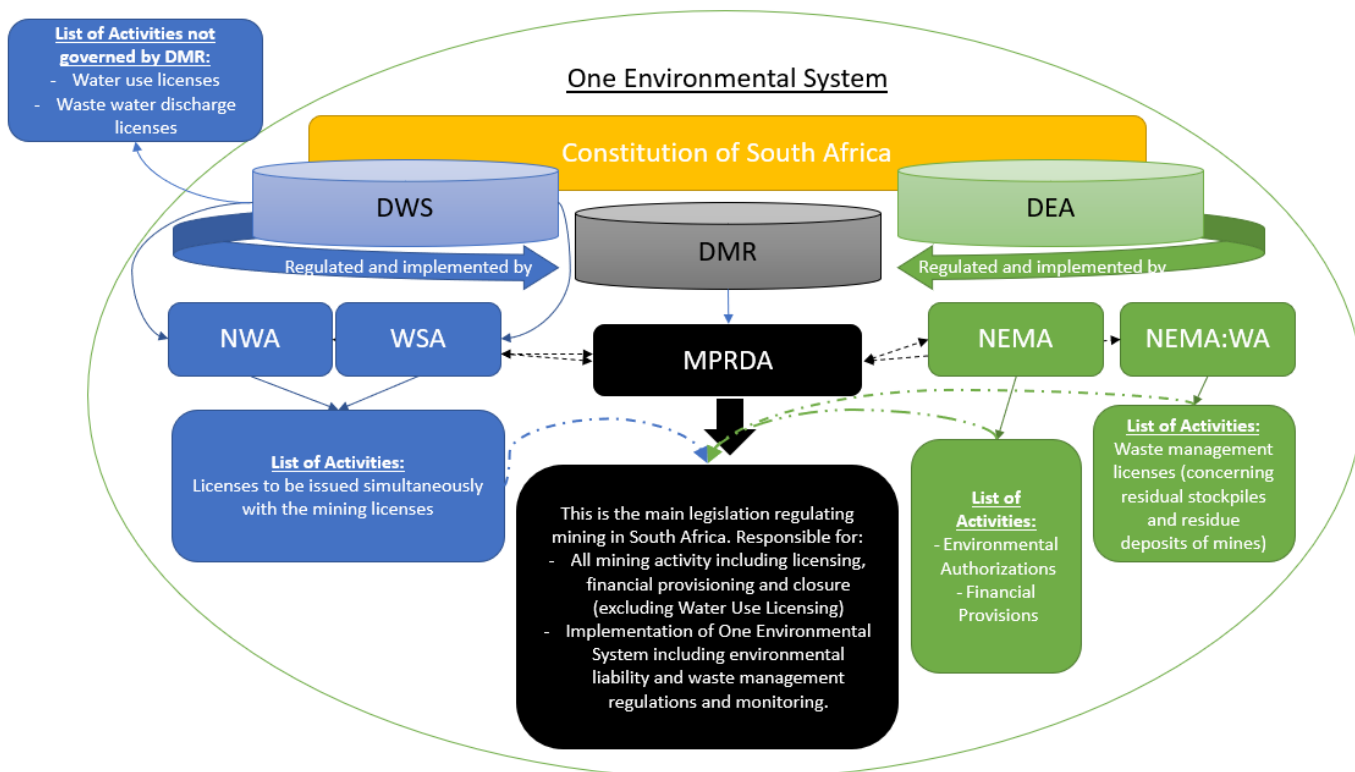 List of Activities not
governed by DMR:
- Water use licenses
- Waste water discharge
licenses
One Environmental System
Constitution of South Africa
DWS
DMR
DEA
Regulated and implemented by
Regulated and implemented by
NWA
WSA
MPRDA
NEMA
NEMA:WA
List of Activities:
Licenses to be issued simultaneously
with the mining licenses
This is the main legislation regulating
mining in South Africa. Responsible for:
- All mining activity including licensing,
financial provisioning and closure
(excluding Water Use Licensing)
- Implementation of One Environmental
System including environmental
liability and waste management
regulations and monitoring.
List of
Activities:
- Environmental
Authorizations
- Financial
Provisions
List of Activities:
Waste management
licenses (concerning
residual stockpiles
and residue
deposits of mines)